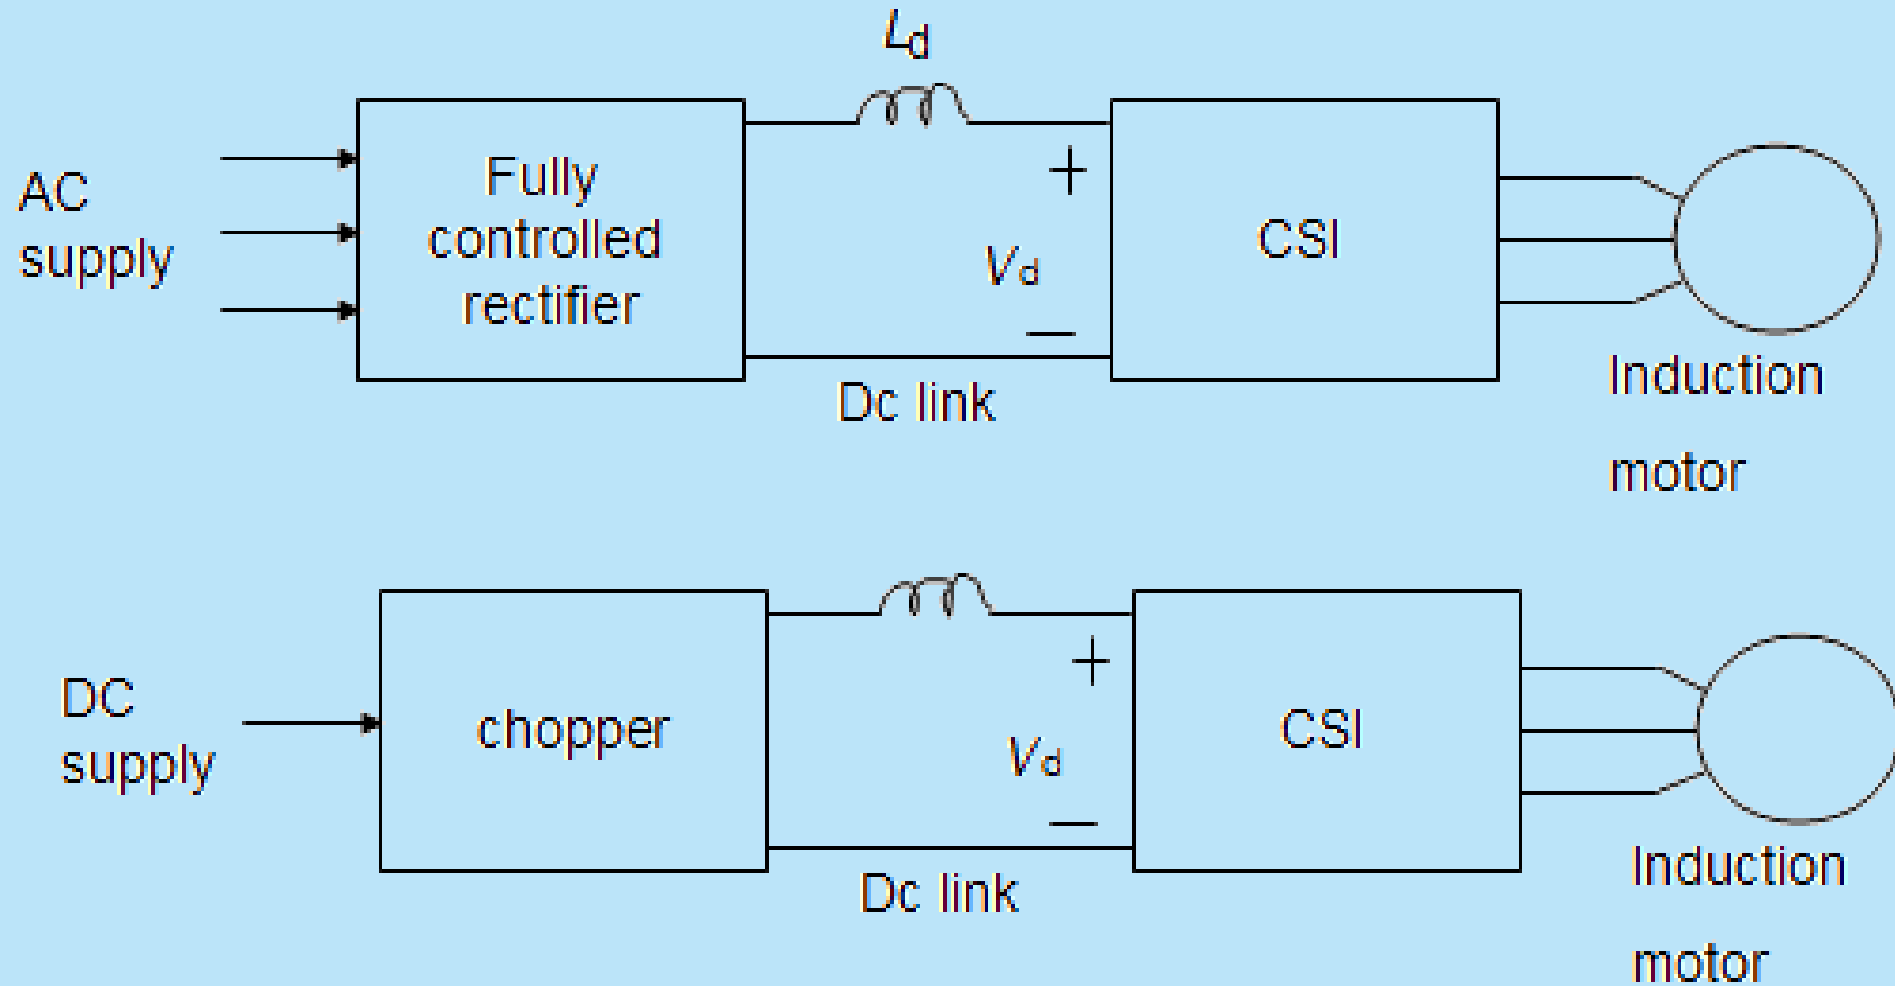 Ld
AC
supply
Fully
controlled
rectifier
+
Vd
—
CSI
Dc link
Induction
motor
DC
supply
chopper
+
Vd
—
CSI
Dc link
Induction
motor